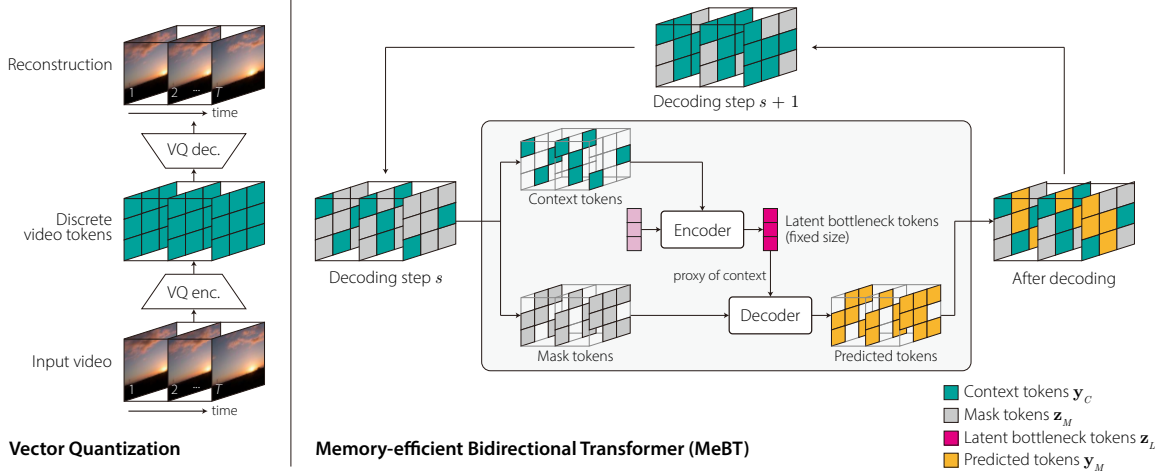 Reconstruction
1 2 ... T
time
VQ dec.
Discrete
video tokens
VQ enc.
Input video
1 2 ... T
time
Vector Quantization
Decoding step s + 1
Context tokens
Encoder
Latent bottleneck tokens
(fixed size)
Decoding step s
proxy of context
After decoding
Decoder
Mask tokens
Predicted tokens
Context tokens y_C
Mask tokens z_M
Latent bottleneck tokens z_L
Predicted tokens y_M
Memory-efficient Bidirectional Transformer (MeBT)